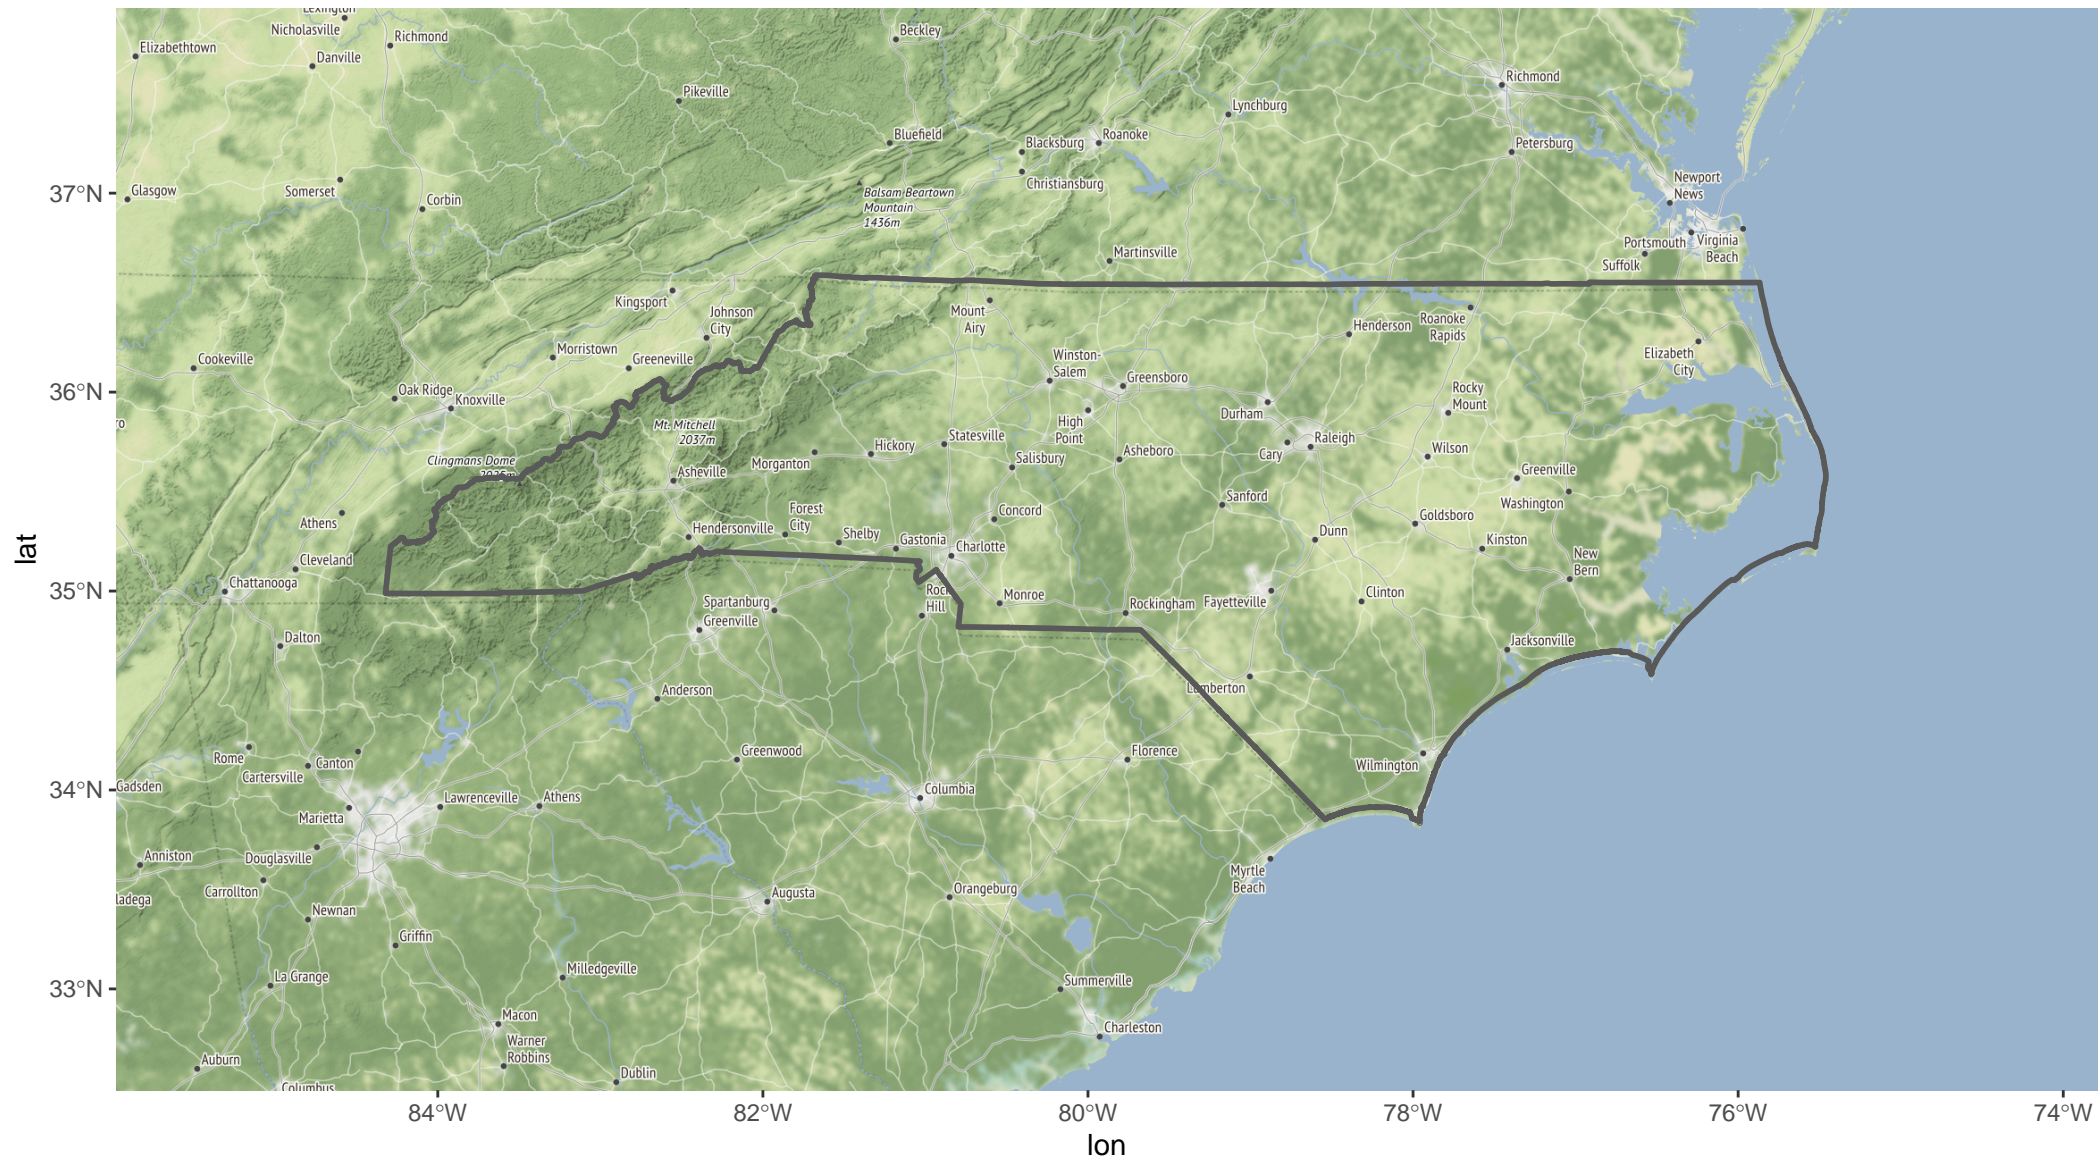 Lexington
Nicholasville
Richmond
Elizabethtown
Danville
Beckley
Pikeville
Richmond
Lynchburg
Bluefield
Blacksburg
Roanoke
Petersburg
Christiansburg
Newport
News
37°N
Glasgow
Somerset
Corbin
Balsam Beartown
Mountain
1436m
Portsmouth
Virginia
Beach
Suffolk
Martinsville
Kingsport
Johnson
City
Mount
Airy
Henderson
Roanoke
Rapids
Cookeville
Morristown
Greeneville
Winston-
Salem
Elizabeth
City
36°N
Oak Ridge
Knoxville
Greensboro
Rocky
Mount
ro
Mt. Mitchell
2037m
High
Point
Durham
Raleigh
Cary
Clingmans Dome
Morganton
Hickory
Statesville
Salisbury
Asheboro
Wilson
Asheville
Greenville
Washington
Sanford
Athens
Hendersonville
Forest
City
Shelby
Gastonia
Concord
Charlotte
Dunn
Goldsboro
Kinston
New
Bern
lat
Cleveland
35°N
Chattanooga
Spartanburg
Greenville
Rock
Hill
Monroe
Rockingham
Fayetteville
Clinton
Dalton
Jacksonville
Anderson
Lumberton
Rome
Canton
Cartersville
Greenwood
Florence
Wilmington
34°N
Gadsden
Lawrenceville
Athens
Columbia
Marietta
Anniston
Douglasville
Carrollton
Myrtle
Beach
ladega
Newnan
Augusta
Orangeburg
Griffin
33°N
La Grange
Milledgeville
Summerville
Macon
Warner
Robbins
Charleston
Auburn
Columbus
Dublin
84°W
82°W
80°W
78°W
76°W
74°W
lon